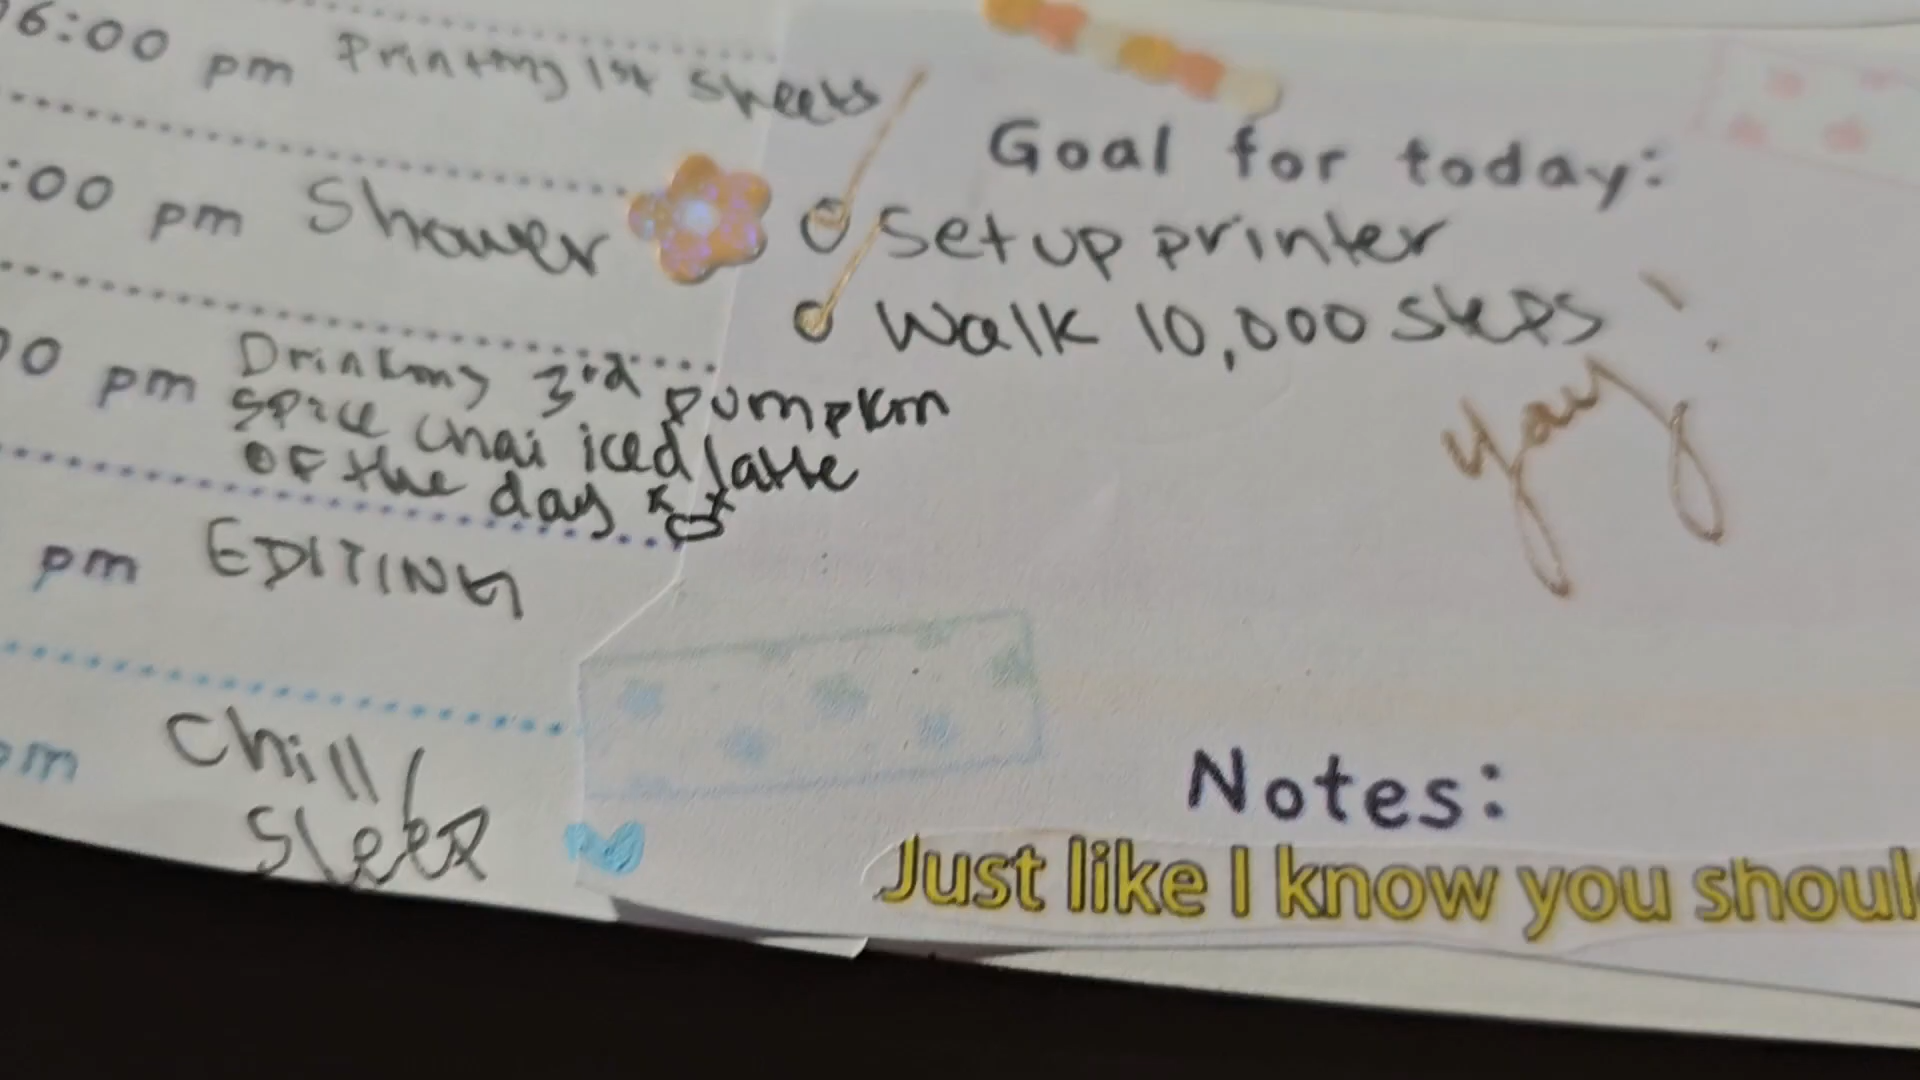 6:00 pm Printing 1st sheets
:00 pm Shower
00 pm Drinking 3rd pumpkin
spice chai iced latte
of the day
pm EDITING
pm Chill/
Sleep
Goal for today:
Set up printer
Walk 10,000 steps
yay!
Notes:
Just like I know you shoul